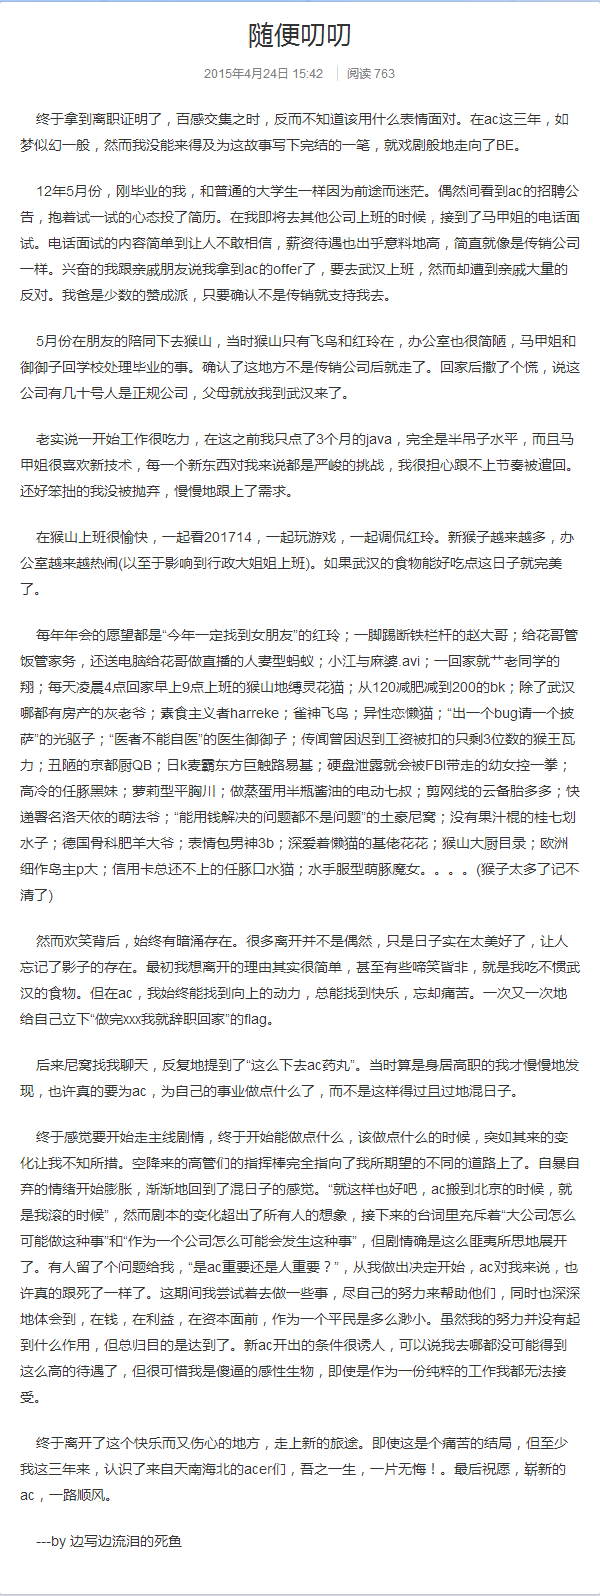 随便叨叨
2015年4月24日 15:42 阅读 763
终于拿到离职证明了，百感交集之时，反而不知道该用什么表情面对。在ac这三年，如
梦似幻一般，然而我没能来得及为这故事写下完结的一笔，就戏剧般地走向了BE。
12年5月份，刚毕业的我，和普通的大学生一样因为前途而迷茫。偶然间看到ac的招聘公
告，抱着试一试的心态投了简历。在我即将去其他公司上班的时候，接到了马甲姐的电话面
试。电话面试的内容简单到让人不敢相信，薪资待遇也出乎意料地高，简直就像是传销公司
一样。兴奋的我跟亲戚朋友说我拿到ac的offer了，要去武汉上班，然而却遭到亲戚大量的
反对。我爸是少数的赞成派，只要确认不是传销就支持我去。
5月份在朋友的陪同下去猴山，当时猴山只有飞鸟和红玲在，办公室也很简陋，马甲姐和
御御子回学校处理毕业的事。确认了这地方不是传销公司后就走了。回家后撒了个慌，说这
公司有几十号人是正规公司，父母就放我到武汉来了。
老实说一开始工作很吃力，在这之前我只点了3个月的java，完全是半吊子水平，而且马
甲姐很喜欢新技术，每一个新东西对我来说都是严峻的挑战，我很担心跟不上节奏被遣回。
还好笨拙的我没被抛弃，慢慢地跟上了需求。
在猴山上班很愉快，一起看201714，一起玩游戏，一起调侃红玲。新猴子越来越多，办
公室越来越热闹(以至于影响到行政大姐姐上班)。如果武汉的食物能好吃点这日子就完美
了。
每年年会的愿望都是“今年一定找到女朋友”的红玲；一脚踢断铁栏杆的赵大哥；给花哥管
饭管家务，还送电脑给花哥做直播的人妻型蚂蚁；小江与麻婆.avi；一回家就艹老同学的
翔；每天凌晨4点回家早上9点上班的猴山地缚灵花猫；从120减肥减到200的bk；除了武汉
哪都有房产的灰老爷；素食主义者harreke；雀神飞鸟；异性恋懒猫；“出一个bug请一个披
萨”的光驱子；“医者不能自医”的医生御御子；传闻曾因迟到工资被扣的只剩3位数的猴王瓦
力；丑陋的京都厨QB；日k麦霸东方巨触路易基；硬盘泄露就会被FBI带走的幼女控一拳；
高冷的任豚黑妹；萝莉型平胸川；做蒸蛋用半瓶酱油的电动七叔；剪网线的云备胎多多；快
递署名洛天依的萌法爷；“能用钱解决的问题都不是问题”的土豪尼窝；没有果汁棍的桂七划
水子；德国骨科肥羊大爷；表情包男神3b；深爱着懒猫的基佬花花；猴山大厨目录；欧洲
细作岛主p大；信用卡总还不上的任豚口水猫；水手服型萌豚魔女。。。。(猴子太多了记不
清了)
然而欢笑背后，始终有暗涌存在。很多离开并不是偶然，只是日子实在太美好了，让人
忘记了影子的存在。最初我想离开的理由其实很简单，甚至有些啼笑皆非，就是我吃不惯武
汉的食物。但在ac，我始终能找到向上的动力，总能找到快乐，忘却痛苦。一次又一次地
给自己立下“做完xxx我就辞职回家”的flag。
后来尼窝找我聊天，反复地提到了“这么下去ac药丸”。当时算是身居高职的我才慢慢地发
现，也许真的要为ac，为自己的事业做点什么了，而不是这样得过且过地混日子。
终于感觉要开始走主线剧情，终于开始能做点什么，该做点什么的时候，突如其来的变
化让我不知所措。空降来的高管们的指挥棒完全指向了我所期望的不同的道路上了。自暴自
弃的情绪开始膨胀，渐渐地回到了混日子的感觉。“就这样也好吧，ac搬到北京的时候，就
是我滚的时候”，然而剧本的变化超出了所有人的想象，接下来的台词里充斥着“大公司怎么
可能做这种事”和“作为一个公司怎么可能会发生这种事”，但剧情确是这么匪夷所思地展开
了。有人留了个问题给我，“是ac重要还是人重要？”，从我做出决定开始，ac对我来说，也
许真的跟死了一样了。这期间我尝试着去做一些事，尽自己的努力来帮助他们，同时也深深
地体会到，在钱，在利益，在资本面前，作为一个平民是多么渺小。虽然我的努力并没有起
到什么作用，但总归目的是达到了。新ac开出的条件很诱人，可以说我去哪都没可能得到
这么高的待遇了，但很可惜我是傻逼的感性生物，即使是作为一份纯粹的工作我都无法接
受。
终于离开了这个快乐而又伤心的地方，走上新的旅途。即使这是个痛苦的结局，但至少
我这三年来，认识了来自天南海北的acer们，吾之一生，一片无悔！。最后祝愿，崭新的
ac，一路顺风。
---by 边写边流泪的死鱼